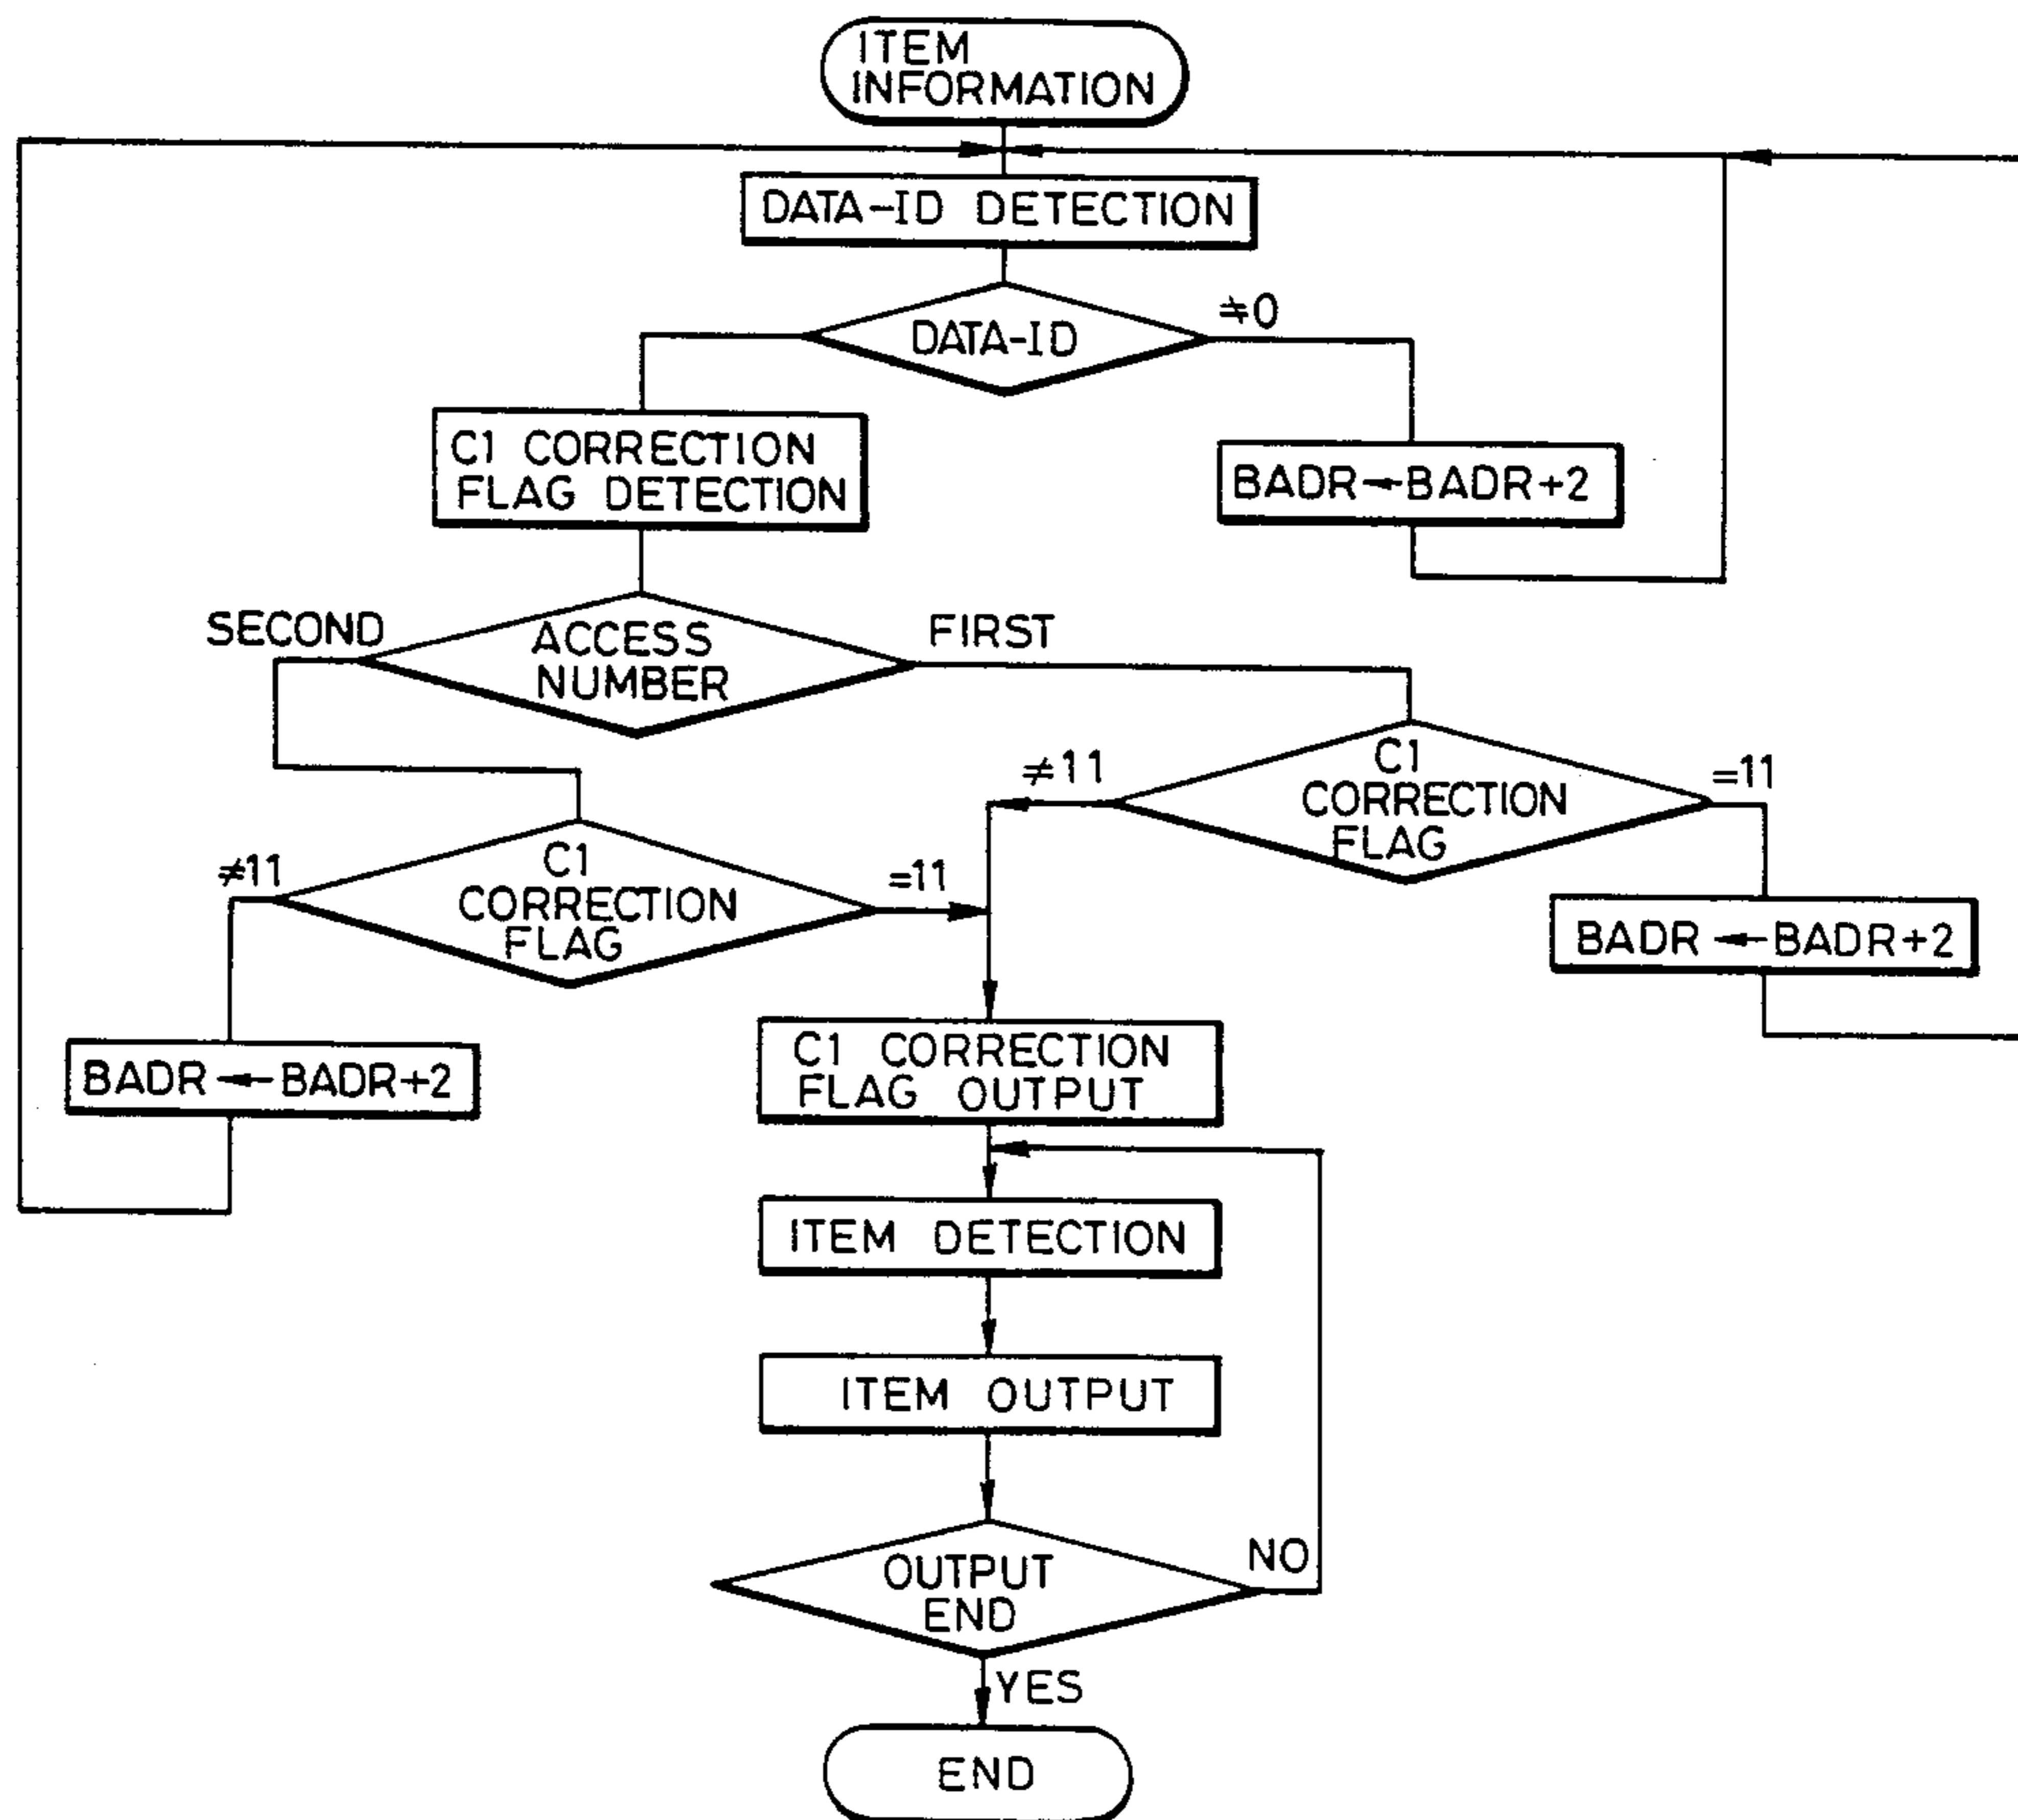 ITEM
INFORMATION
DATA-ID DETECTION
DATA-ID
≠0
C1 CORRECTION
FLAG DETECTION
BADR←BADR+2
SECOND
ACCESS
NUMBER
FIRST
≠11
C1
CORRECTION
FLAG
=11
≠11
C1
CORRECTION
FLAG
=11
BADR←BADR+2
C1 CORRECTION
FLAG OUTPUT
BADR←BADR+2
ITEM DETECTION
ITEM OUTPUT
OUTPUT
END
NO
YES
END